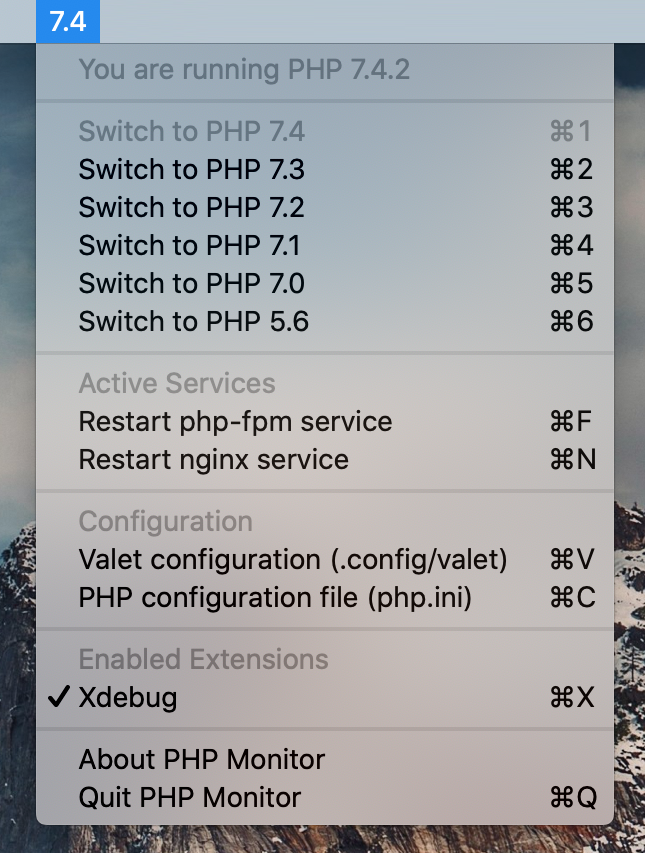 7.4
You are running PHP 7.4.2
Switch to PHP 7.4 ⌘1
Switch to PHP 7.3 ⌘2
Switch to PHP 7.2 ⌘3
Switch to PHP 7.1 ⌘4
Switch to PHP 7.0 ⌘5
Switch to PHP 5.6 ⌘6
Active Services
Restart php-fpm service ⌘F
Restart nginx service ⌘N
Configuration
Valet configuration (.config/valet) ⌘V
PHP configuration file (php.ini) ⌘C
Enabled Extensions
✓ Xdebug ⌘X
About PHP Monitor
Quit PHP Monitor ⌘Q